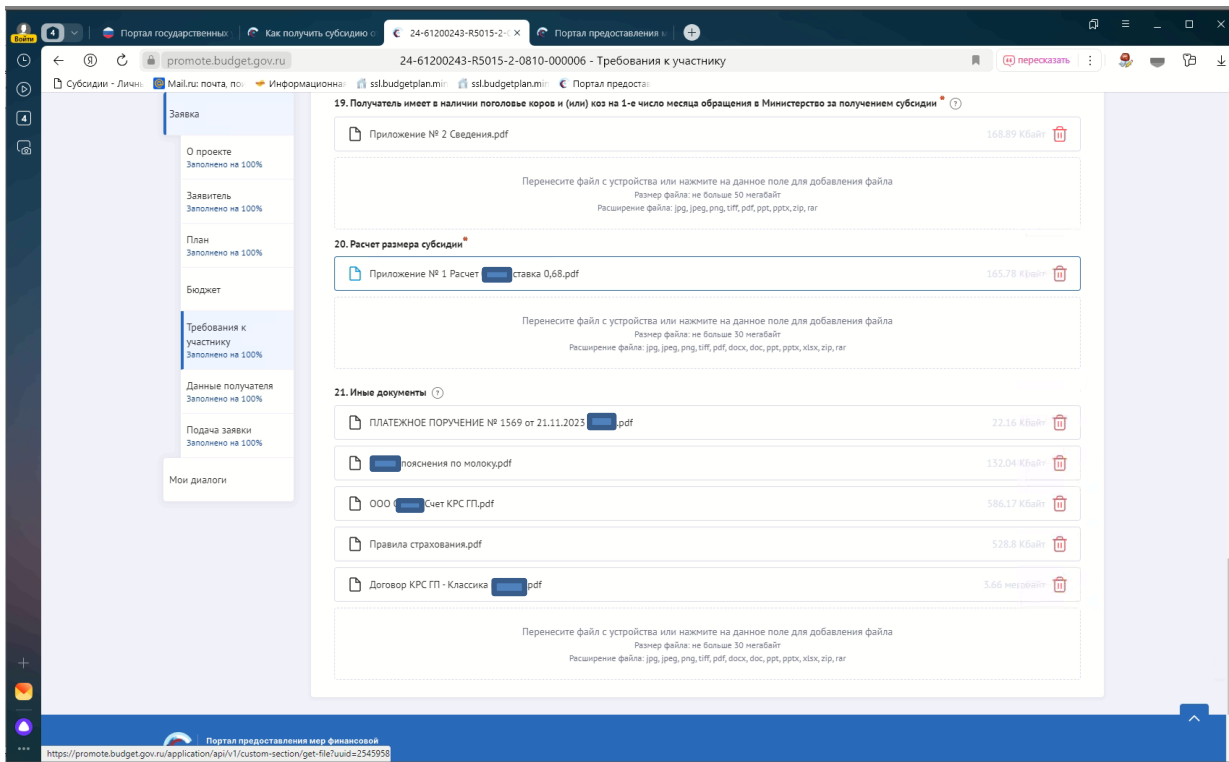 Войти
4
Портал государственных
Как получить субсидию о
24-61200243-R5015-2-0
Портал предоставления м
promote.budget.gov.ru
24-61200243-R5015-2-0810-000006 - Требования к участнику
пересказать
Субсидии - Личн
Mail.ru: почта, пои
Информационная
ssl.budgetplan.min
ssl.budgetplan.min
Портал предостав
4
Заявка
О проекте
Заполнено на 100%
Заявитель
Заполнено на 100%
План
Заполнено на 100%
Бюджет
Требования к
участнику
Заполнено на 100%
Данные получателя
Заполнено на 100%
Подача заявки
Заполнено на 100%
Мои диалоги
19. Получатель имеет в наличии поголовье коров и (или) коз на 1-е число месяца обращения в Министерство за получением субсидии *
Приложение № 2 Сведения.pdf 168.89 Кбайт
Перенесите файл с устройства или нажмите на данное поле для добавления файла
Размер файла: не больше 50 мегабайт
Расширение файла: jpg, jpeg, png, tiff, pdf, ppt, pptx, zip, rar
20. Расчет размера субсидии*
Приложение № 1 Расчет ставка 0,68.pdf 165.78 Кбайт
Перенесите файл с устройства или нажмите на данное поле для добавления файла
Размер файла: не больше 30 мегабайт
Расширение файла: jpg, jpeg, png, tiff, pdf, docx, doc, ppt, pptx, xlsx, zip, rar
21. Иные документы
ПЛАТЕЖНОЕ ПОРУЧЕНИЕ № 1569 от 21.11.2023 .pdf 22.16 Кбайт
пояснения по молоку.pdf 132.04 Кбайт
ООО Счет КРС ГП.pdf 586.17 Кбайт
Правила страхования.pdf 528.8 Кбайт
Договор КРС ГП - Классика pdf 3.66 мегабайт
Перенесите файл с устройства или нажмите на данное поле для добавления файла
Размер файла: не больше 30 мегабайт
Расширение файла: jpg, jpeg, png, tiff, pdf, docx, doc, ppt, pptx, xlsx, zip, rar
Портал предоставления мер финансовой
https://promote.budget.gov.ru/application/api/v1/custom-section/get-file?uuid=2545958